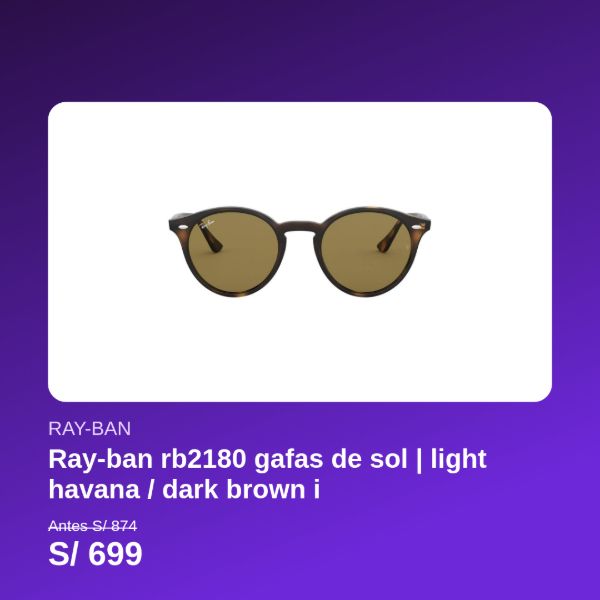 RAY-BAN
Ray-ban rb2180 gafas de sol | light
havana / dark brown i
Antes S/ 874
S/ 699